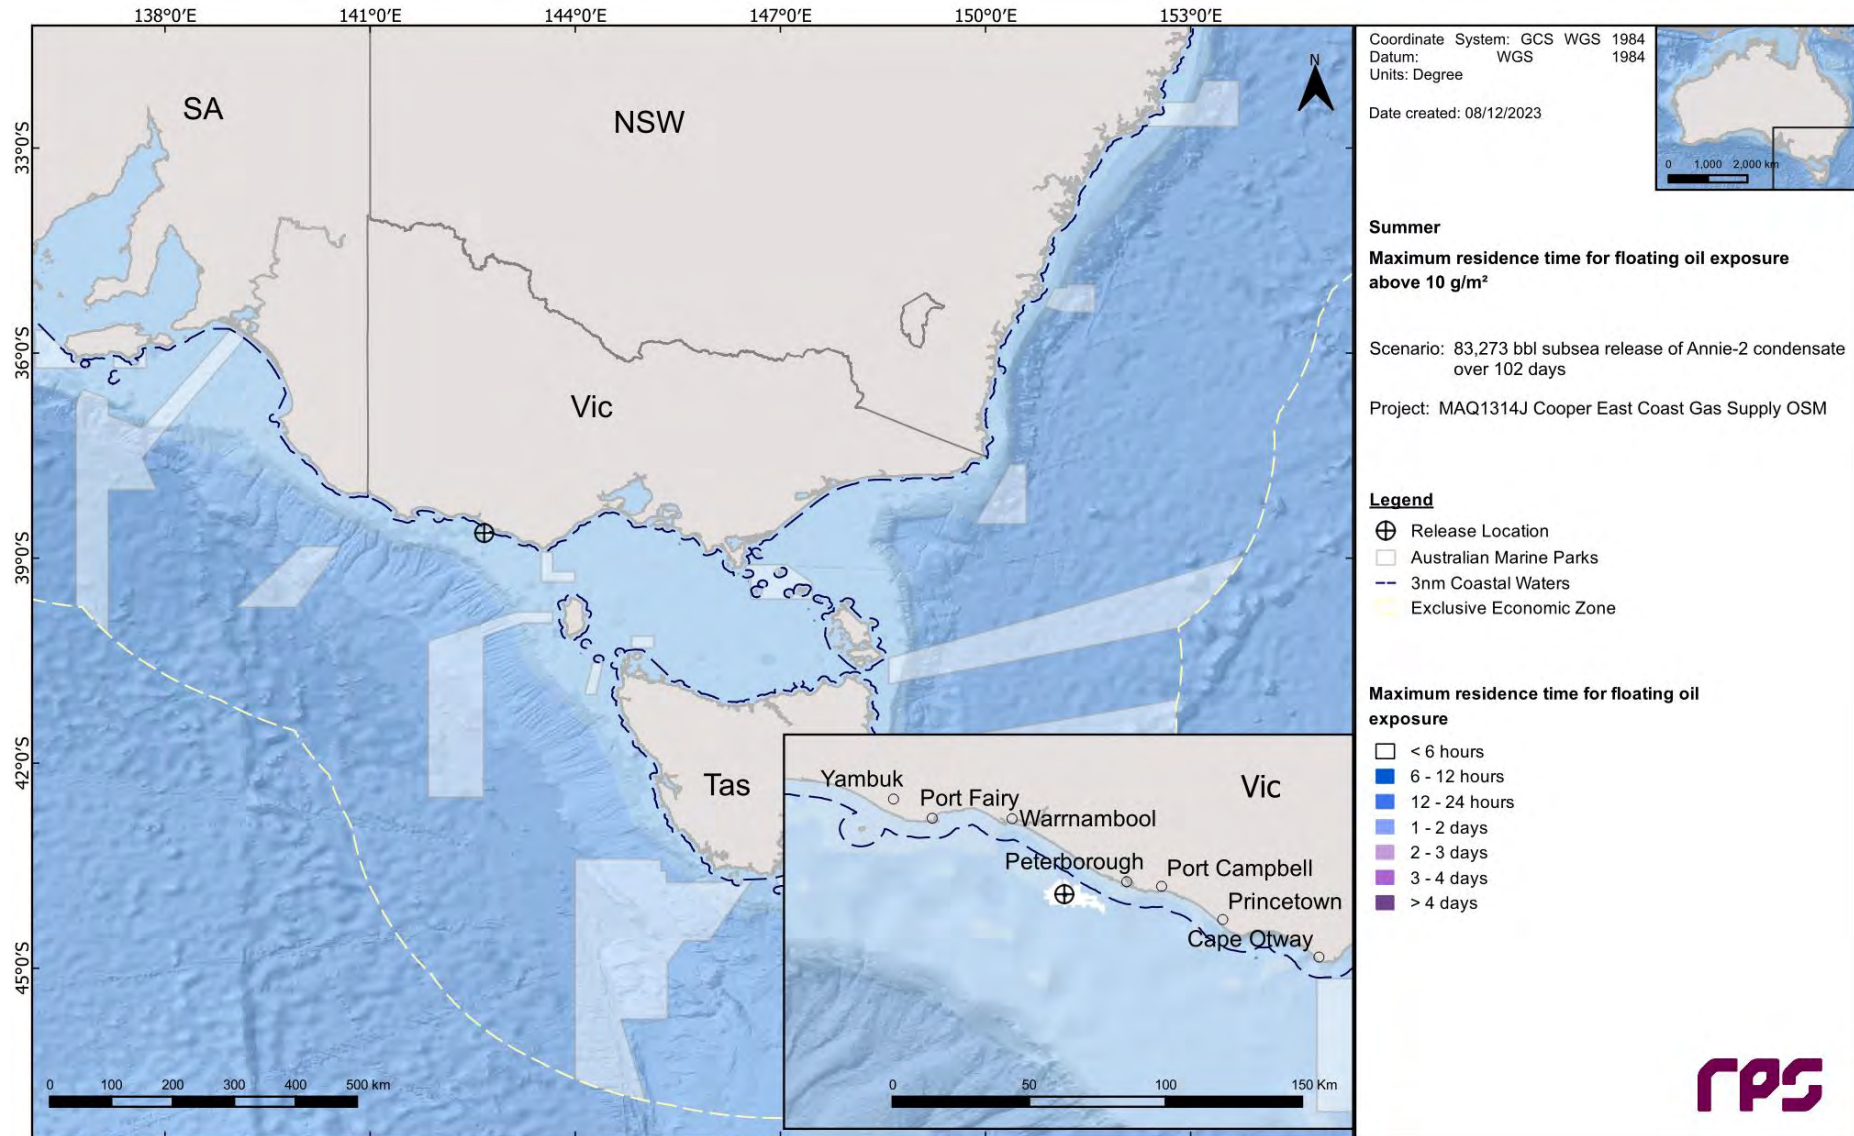 138°0'E 141°0'E 144°0'E 147°0'E 150°0'E 153°0'E
33°0'S
36°0'S
39°0'S
42°0'S
45°0'S
SA
NSW
Vic
Tas
N
0 100 200 300 400 500 km
Yambuk
Port Fairy
Warrnambool
Peterborough
Port Campbell
Princetown
Cape Otway
Vic
0 50 100 150 Km
Coordinate System: GCS WGS 1984
Datum: WGS 1984
Units: Degree
Date created: 08/12/2023
0 1,000 2,000 km
Summer
Maximum residence time for floating oil exposure
above 10 g/m²
Scenario: 83,273 bbl subsea release of Annie-2 condensate
over 102 days
Project: MAQ1314J Cooper East Coast Gas Supply OSM
Legend
Release Location
Australian Marine Parks
3nm Coastal Waters
Exclusive Economic Zone
Maximum residence time for floating oil
exposure
< 6 hours
6 - 12 hours
12 - 24 hours
1 - 2 days
2 - 3 days
3 - 4 days
> 4 days
rps